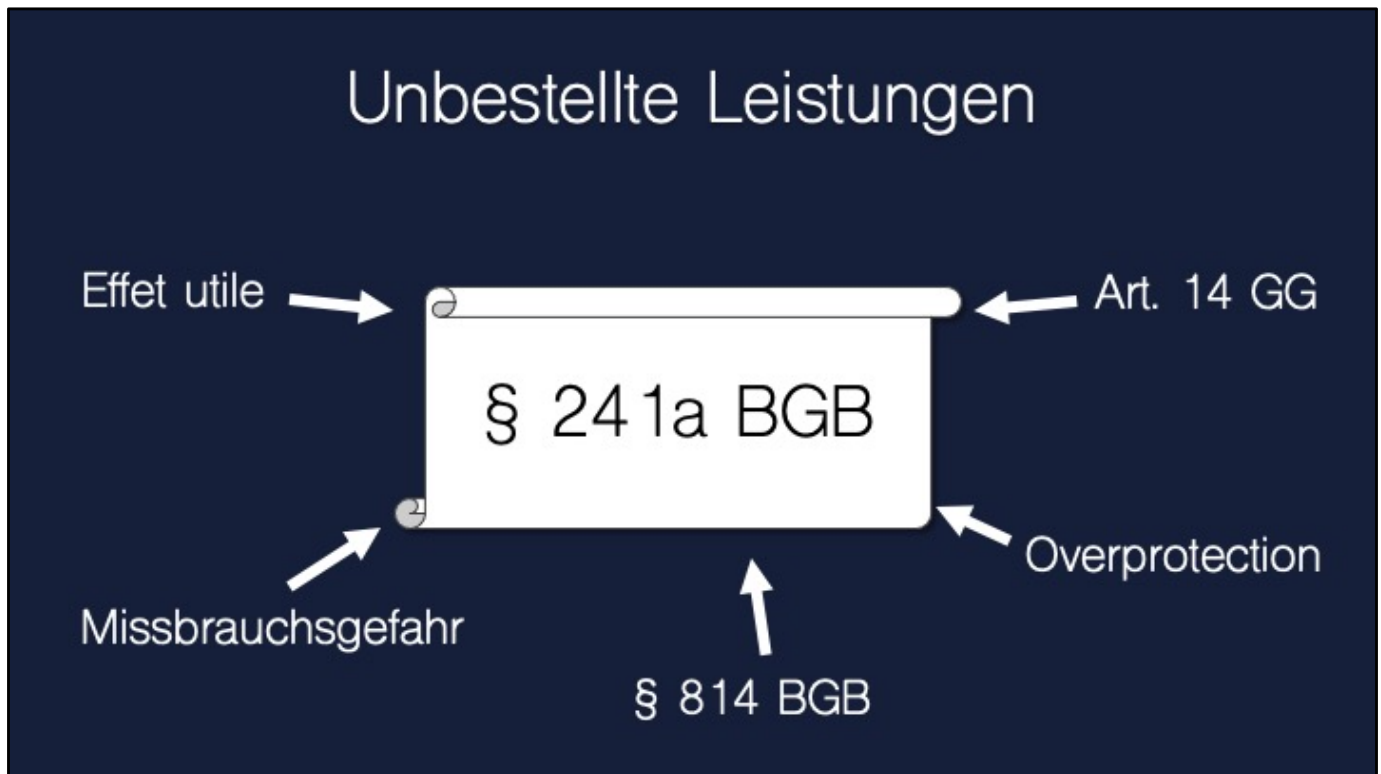 Unbestellte Leistungen
Effet utile
Art. 14 GG
§ 241a BGB
Overprotection
Missbrauchsgefahr
§ 814 BGB